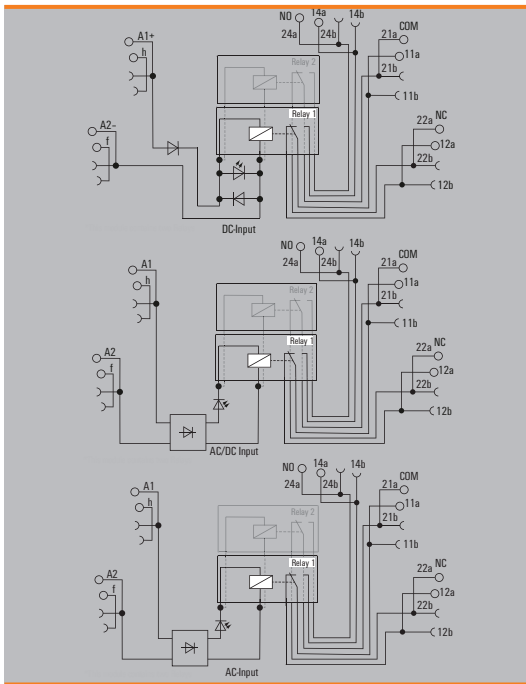 NO 14a 14b
24a 24b
COM
21a
11a
21b
11b
NC
22a
12a
22b
12b
A1+
h
A2-
f
Relay 2
Relay 1
DC-Input
NO 14a 14b
24a 24b
COM
21a
11a
21b
11b
NC
22a
12a
22b
12b
A1
h
A2
f
Relay 2
Relay 1
AC/DC Input
NO 14a 14b
24a 24b
COM
21a
11a
21b
11b
NC
22a
12a
22b
12b
A1
h
A2
f
Relay 2
Relay 1
AC-Input